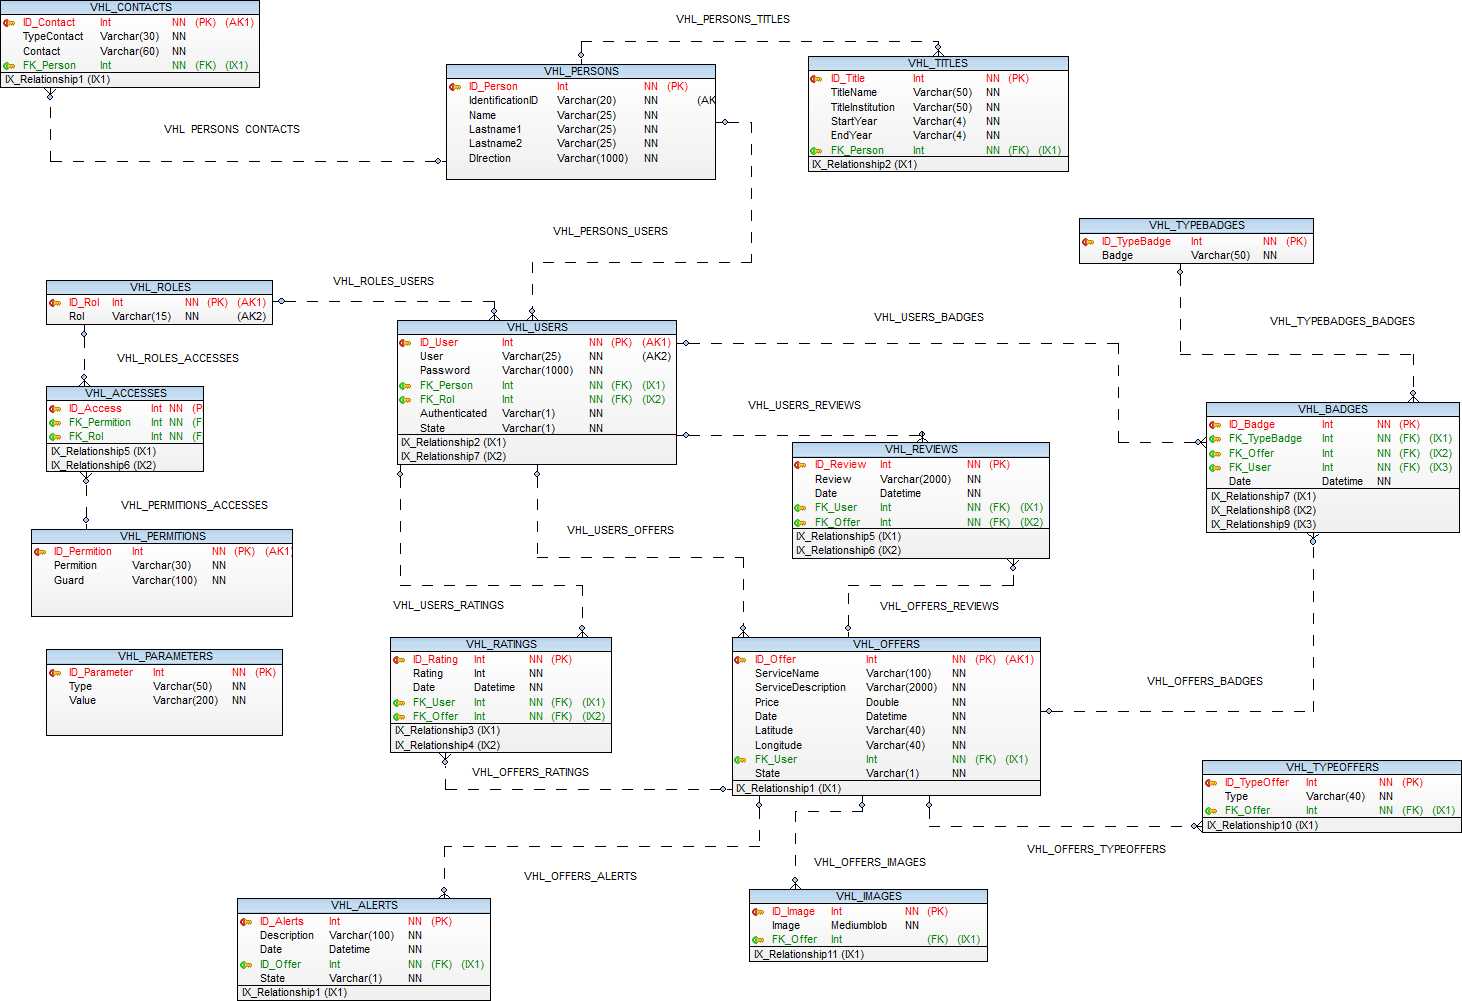 VHL_CONTACTS
ID_Contact Int NN (PK) (AK1)
TypeContact Varchar(30) NN
Contact Varchar(60) NN
FK_Person Int NN (FK) (IX1)
IX_Relationship1 (IX1)
VHL_PERSONS_TITLES
VHL_PERSONS_CONTACTS
VHL_PERSONS
ID_Person Int NN (PK)
IdentificationID Varchar(20) NN (AK
Name Varchar(25) NN
Lastname1 Varchar(25) NN
Lastname2 Varchar(25) NN
DIrection Varchar(1000) NN
VHL_TITLES
ID_Title Int NN (PK)
TitleName Varchar(50) NN
TitleInstitution Varchar(50) NN
StartYear Varchar(4) NN
EndYear Varchar(4) NN
FK_Person Int NN (FK) (IX1)
IX_Relationship2 (IX1)
VHL_PERSONS_USERS
VHL_TYPEBADGES
ID_TypeBadge Int NN (PK)
Badge Varchar(50) NN
VHL_ROLES
ID_Rol Int NN (PK) (AK1)
Rol Varchar(15) NN (AK2)
VHL_ROLES_USERS
VHL_USERS_BADGES
VHL_TYPEBADGES_BADGES
VHL_ROLES_ACCESSES
VHL_USERS
ID_User Int NN (PK) (AK1)
User Varchar(25) NN (AK2)
Password Varchar(1000) NN
FK_Person Int NN (FK) (IX1)
FK_Rol Int NN (FK) (IX2)
Authenticated Varchar(1) NN
State Varchar(1) NN
IX_Relationship2 (IX1)
IX_Relationship7 (IX2)
VHL_ACCESSES
ID_Access Int NN (P
FK_Permition Int NN (F
FK_Rol Int NN (F
IX_Relationship5 (IX1)
IX_Relationship6 (IX2)
VHL_USERS_REVIEWS
VHL_BADGES
ID_Badge Int NN (PK)
FK_TypeBadge Int NN (FK) (IX1)
FK_Offer Int NN (FK) (IX2)
FK_User Int NN (FK) (IX3)
Date Datetime NN
IX_Relationship7 (IX1)
IX_Relationship8 (IX2)
IX_Relationship9 (IX3)
VHL_REVIEWS
ID_Review Int NN (PK)
Review Varchar(2000) NN
Date Datetime NN
FK_User Int NN (FK) (IX1)
FK_Offer Int NN (FK) (IX2)
IX_Relationship5 (IX1)
IX_Relationship6 (IX2)
VHL_PERMITIONS_ACCESSES
VHL_USERS_OFFERS
VHL_PERMITIONS
ID_Permition Int NN (PK) (AK1)
Permition Varchar(30) NN
Guard Varchar(100) NN
VHL_USERS_RATINGS
VHL_OFFERS_REVIEWS
VHL_PARAMETERS
ID_Parameter Int NN (PK)
Type Varchar(50) NN
Value Varchar(200) NN
VHL_RATINGS
ID_Rating Int NN (PK)
Rating Int NN
Date Datetime NN
FK_User Int NN (FK) (IX1)
FK_Offer Int NN (FK) (IX2)
IX_Relationship3 (IX1)
IX_Relationship4 (IX2)
VHL_OFFERS
ID_Offer Int NN (PK) (AK1)
ServiceName Varchar(100) NN
ServiceDescription Varchar(2000) NN
Price Double NN
Date Datetime NN
Latitude Varchar(40) NN
Longitude Varchar(40) NN
FK_User Int NN (FK) (IX1)
State Varchar(1) NN
IX_Relationship1 (IX1)
VHL_OFFERS_BADGES
VHL_OFFERS_RATINGS
VHL_TYPEOFFERS
ID_TypeOffer Int NN (PK)
Type Varchar(40) NN
FK_Offer Int NN (FK) (IX1)
IX_Relationship10 (IX1)
VHL_OFFERS_TYPEOFFERS
VHL_OFFERS_IMAGES
VHL_OFFERS_ALERTS
VHL_ALERTS
ID_Alerts Int NN (PK)
Description Varchar(100) NN
Date Datetime NN
ID_Offer Int NN (FK) (IX1)
State Varchar(1) NN
IX_Relationship1 (IX1)
VHL_IMAGES
ID_Image Int NN (PK)
Image Mediumblob NN
FK_Offer Int (FK) (IX1)
IX_Relationship11 (IX1)